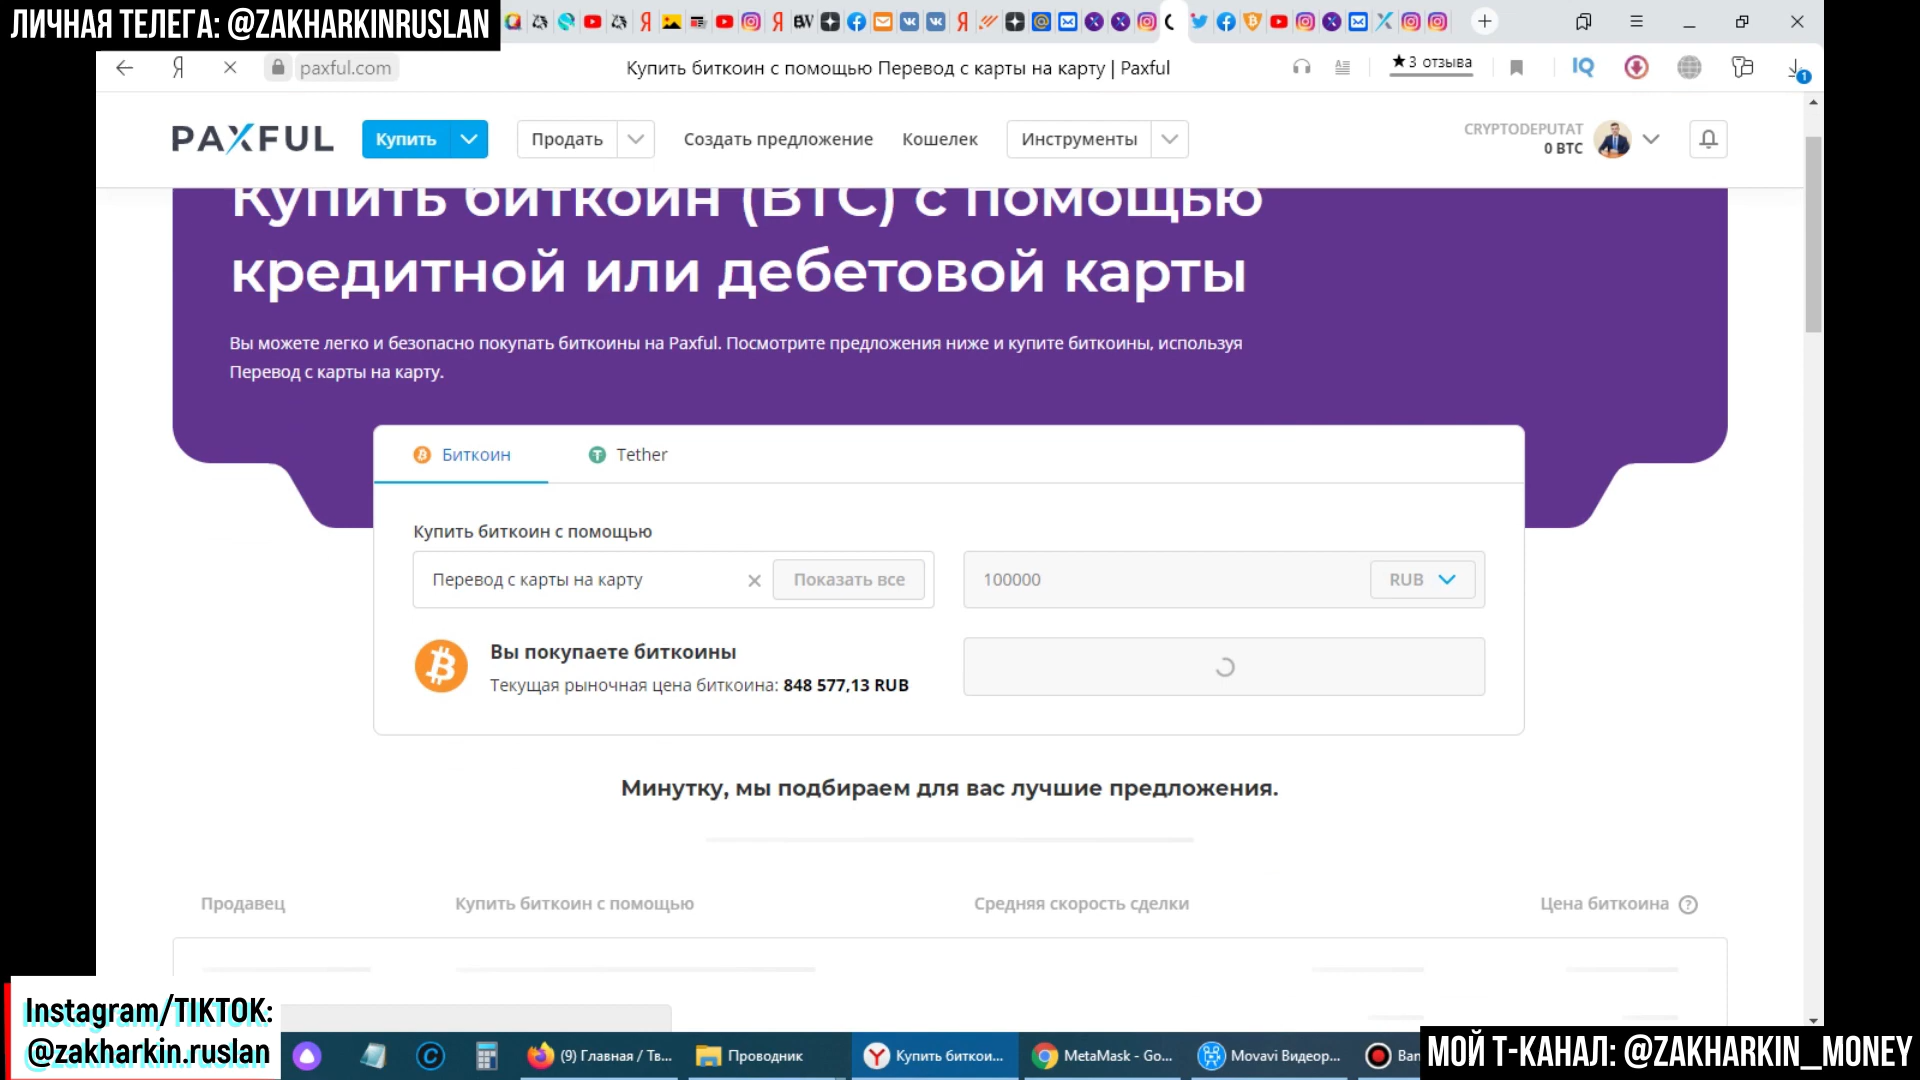 ЛИЧНАЯ ТЕЛЕГА: @ZAKHARKINRUSLAN
paxful.com
Купить биткоин с помощью Перевод с карты на карту | Paxful
★3 отзыва
IQ
1
PAXFUL
Купить
Продать
Создать предложение
Кошелек
Инструменты
CRYPTODEPUTAT
0 BTC
Купить биткоин (BTC) с помощью
кредитной или дебетовой карты
Вы можете легко и безопасно покупать биткоины на Paxful. Посмотрите предложения ниже и купите биткоины, используя
Перевод с карты на карту.
Биткоин
Tether
Купить биткоин с помощью
Перевод с карты на карту
Показать все
100000
RUB
Вы покупаете биткоины
Текущая рыночная цена биткоина: 848 577,13 RUB
Минутку, мы подбираем для вас лучшие предложения.
Продавец
Купить биткоин с помощью
Средняя скорость сделки
Цена биткоина
Instagram/TIKTOK:
@zakharkin.ruslan
(9) Главная / Тв...
Проводник
Купить биткои...
MetaMask - Go...
Movavi Видеор...
Ban
МОЙ Т-КАНАЛ: @ZAKHARKIN_MONEY